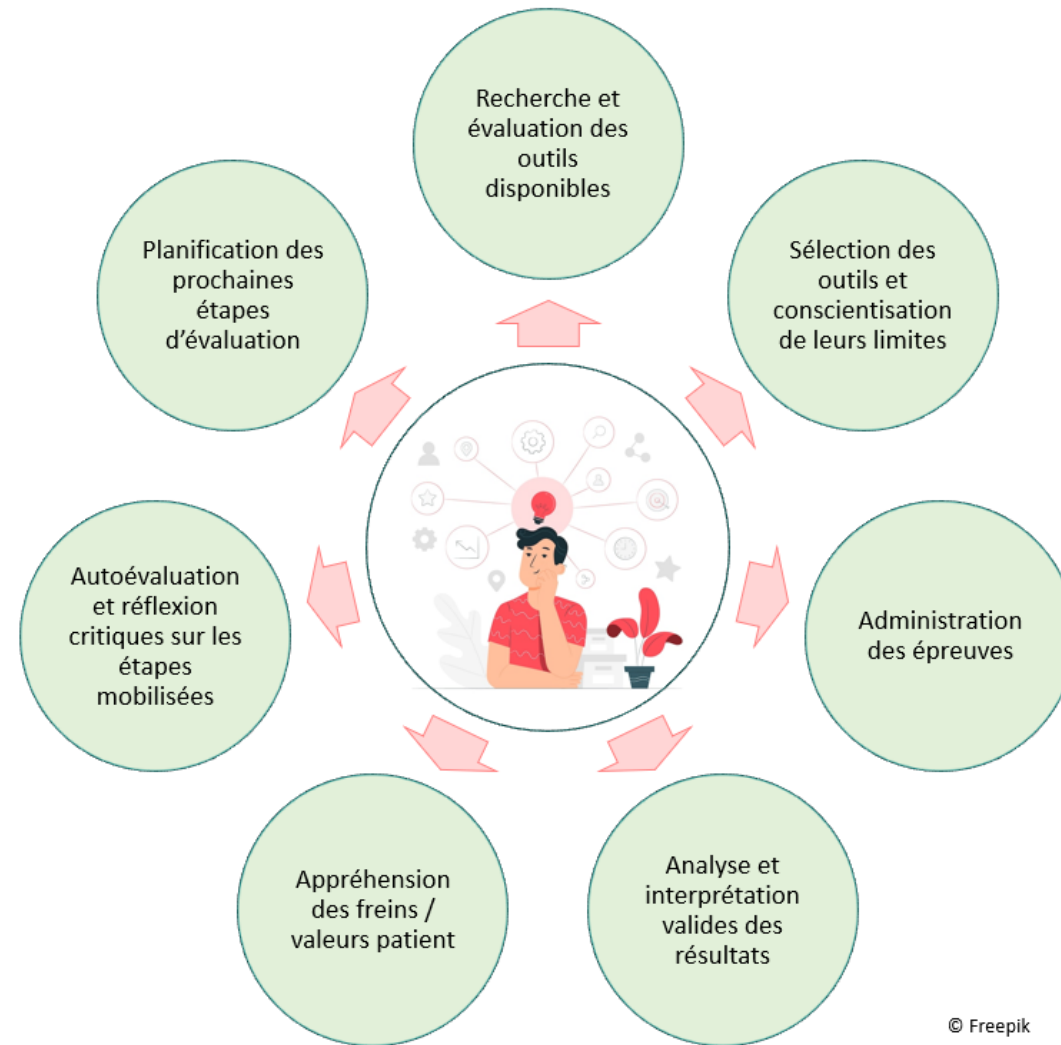 Recherche et
évaluation des
outils
disponibles
Sélection des
outils et
conscientisation
de leurs limites
Administration
des épreuves
Analyse et
interprétation
valides des
résultats
Appréhension
des freins /
valeurs patient
Autoévaluation
et réflexion
critiques sur les
étapes
mobilisées
Planification des
prochaines
étapes
d'évaluation
© Freepik